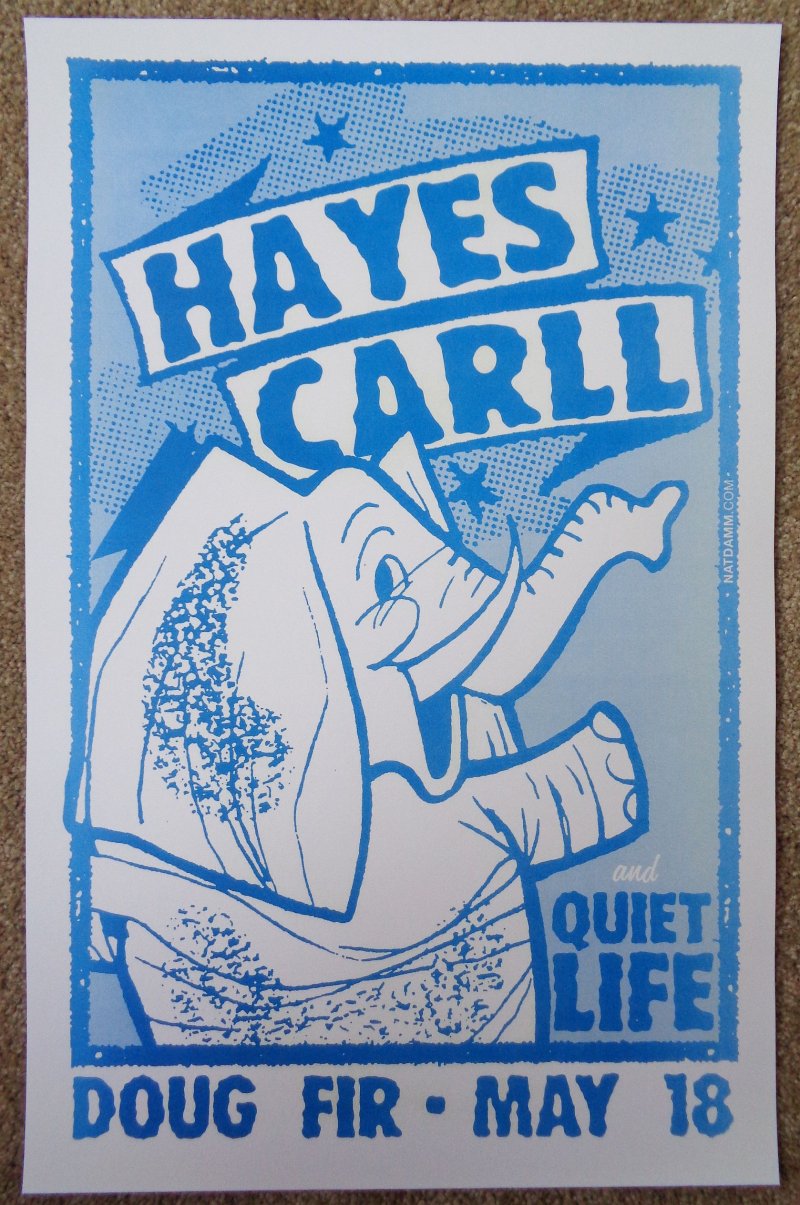 HAYES
CARLL
NATDAMM.COM
and
QUIET
LIFE
DOUG FIR • MAY 18